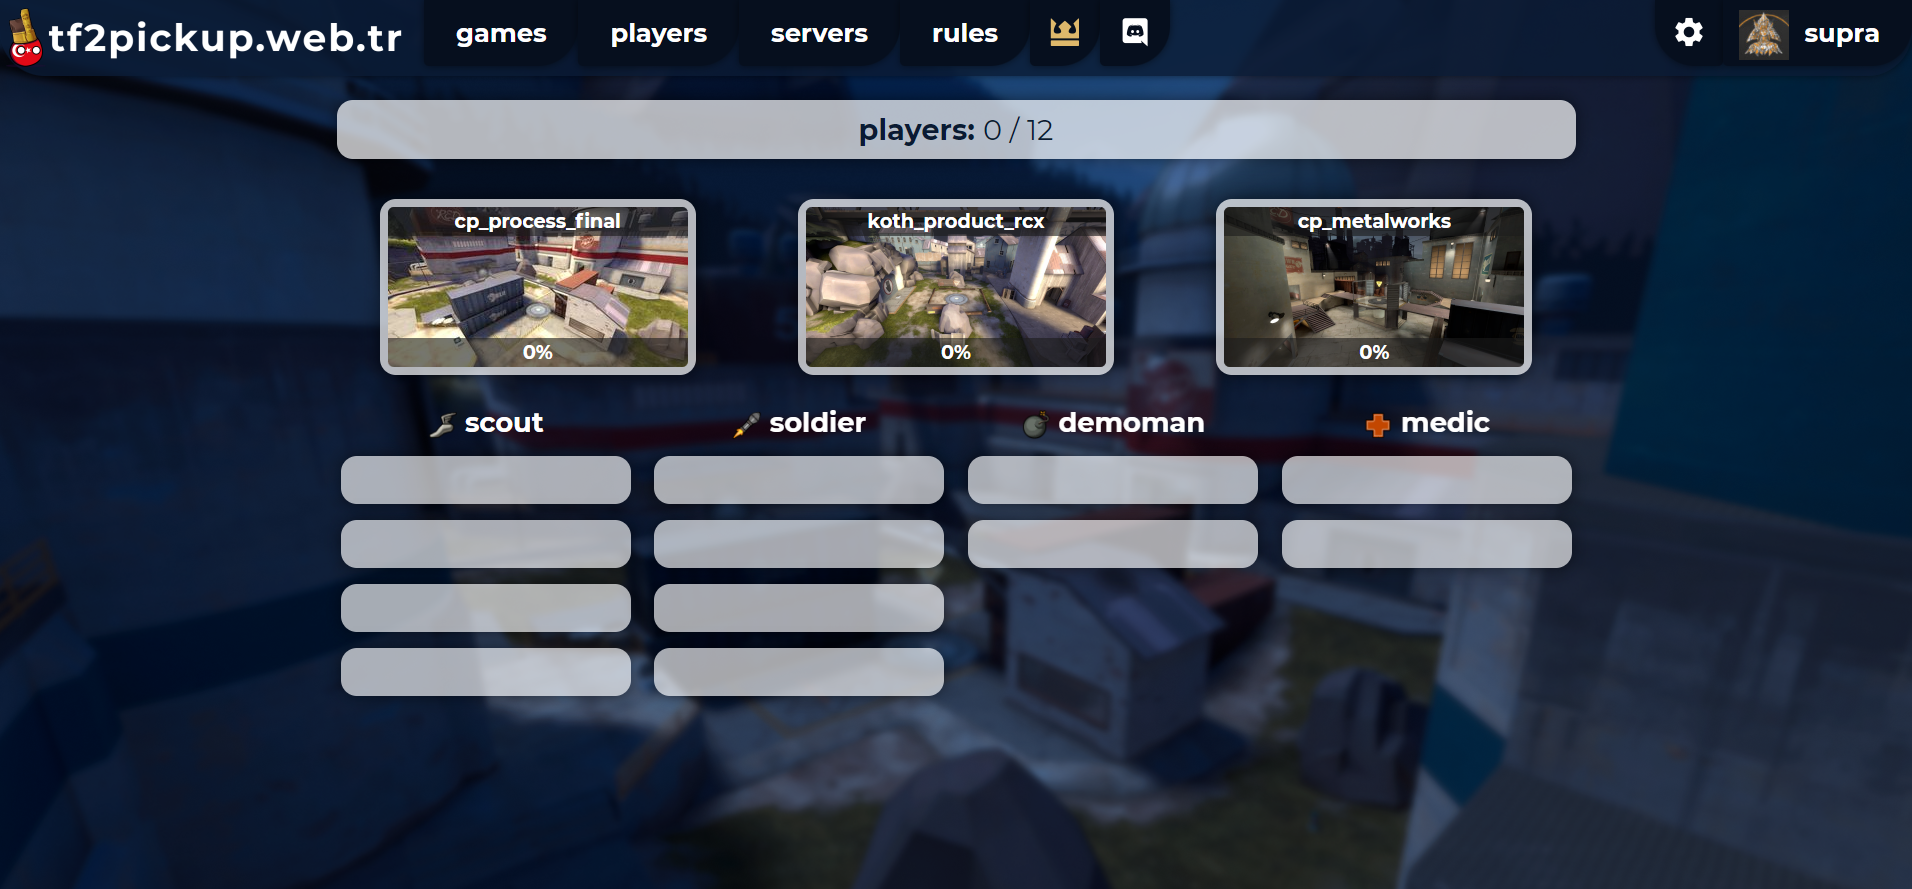 tf2pickup.web.tr
games
players
servers
rules
supra
players: 0 / 12
cp_process_final
koth_product_rcx
cp_metalworks
0%
0%
0%
scout
soldier
demoman
medic